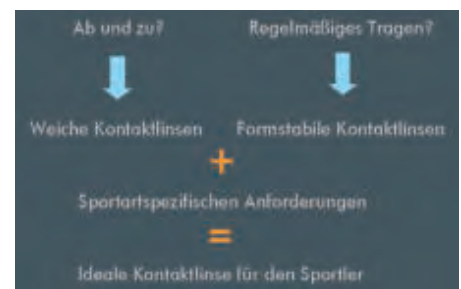 Ab und zu? Regelmäßiges Tragen?
Weiche Kontaktlinsen Formstabile Kontaktlinsen
+
Sportartspezifischen Anforderungen
=
Ideale Kontaktlinse für den Sportler